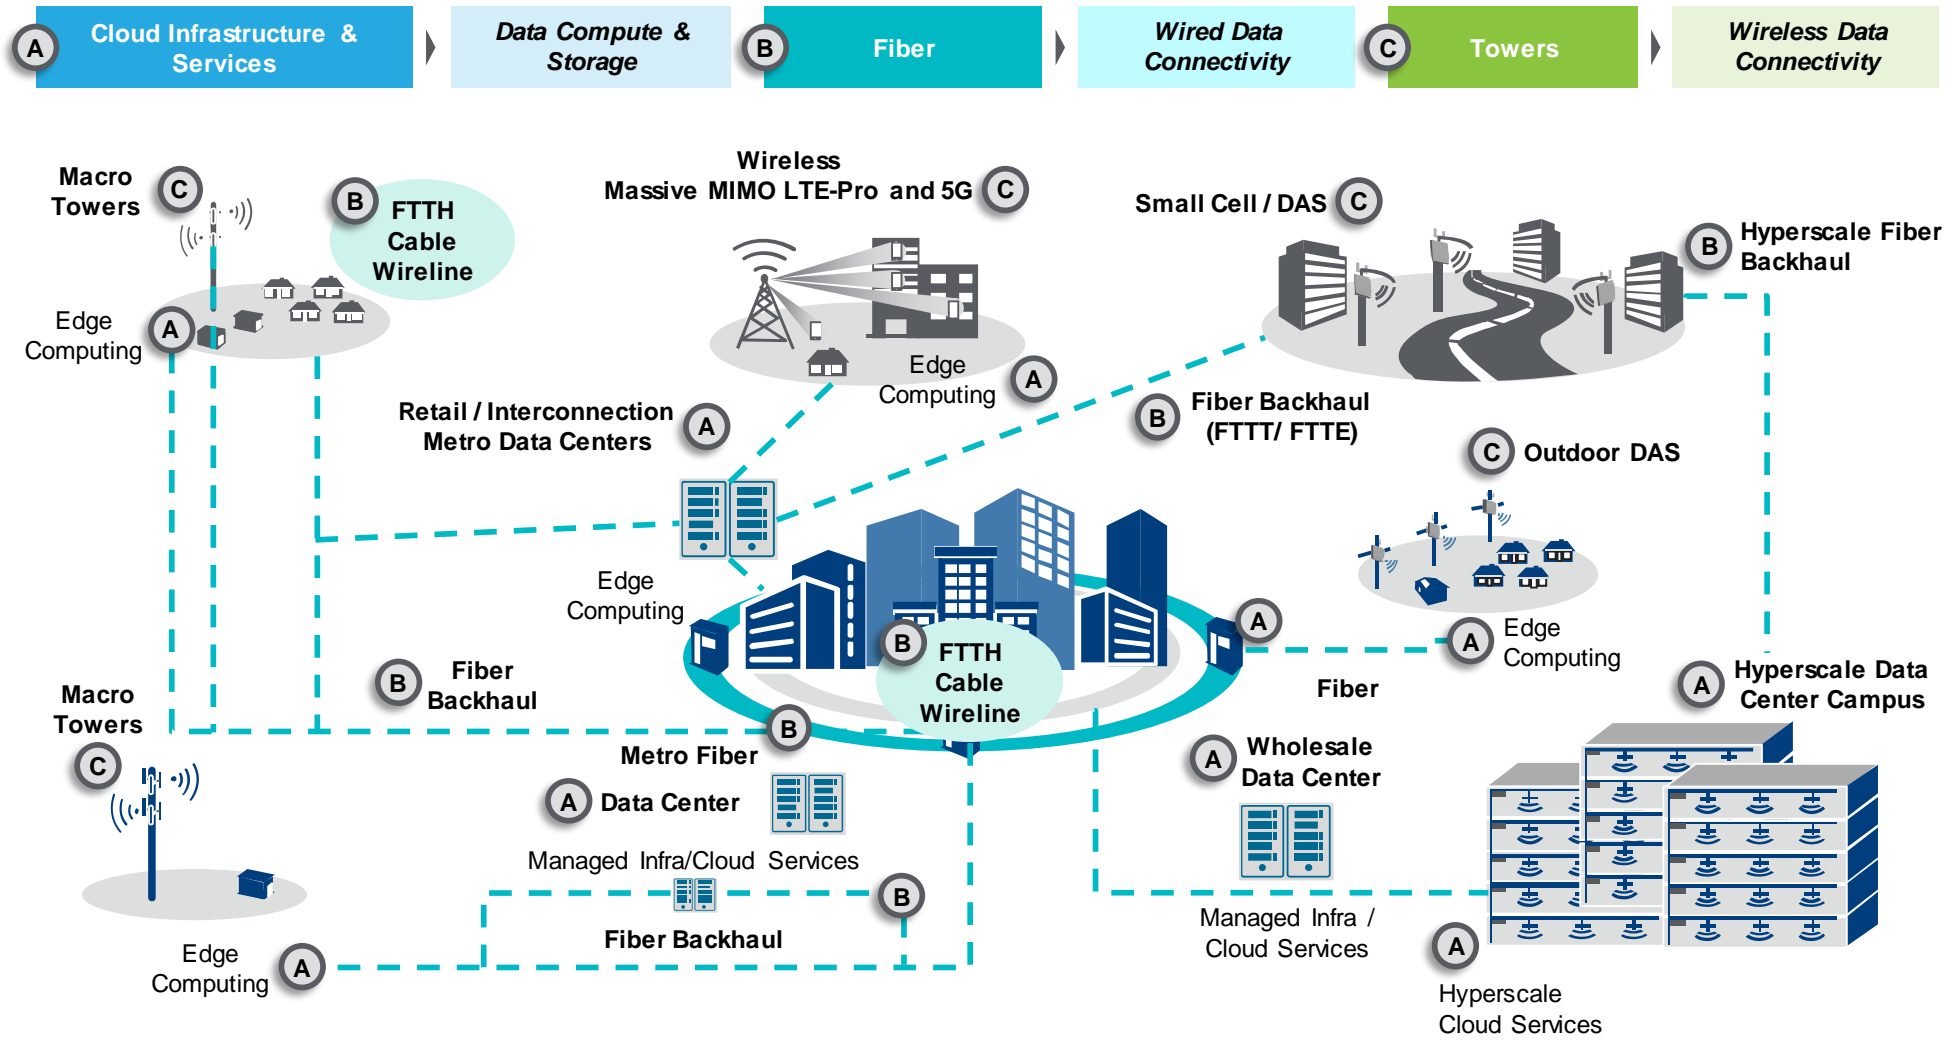 A
Cloud Infrastructure &
Services
Data Compute &
Storage
B
Fiber
Wired Data
Connectivity
C
Towers
Wireless Data
Connectivity
Macro
Towers
C
B
FTTH
Cable
Wireline
Edge
Computing
A
Wireless
Massive MIMO LTE-Pro and 5G
C
Edge
Computing
A
Small Cell / DAS
C
B
Hyperscale Fiber
Backhaul
Retail / Interconnection
Metro Data Centers
A
B
Fiber Backhaul
(FTTT/ FTTE)
C
Outdoor DAS
Edge
Computing
A
A
Edge
Computing
B
FTTH
Cable
Wireline
Fiber
B
Fiber
Backhaul
A
Hyperscale Data
Center Campus
Macro
Towers
C
Metro Fiber
B
A
Data Center
Managed Infra/Cloud Services
B
Fiber Backhaul
Edge
Computing
A
A
Wholesale
Data Center
Managed Infra /
Cloud Services
A
Hyperscale
Cloud Services